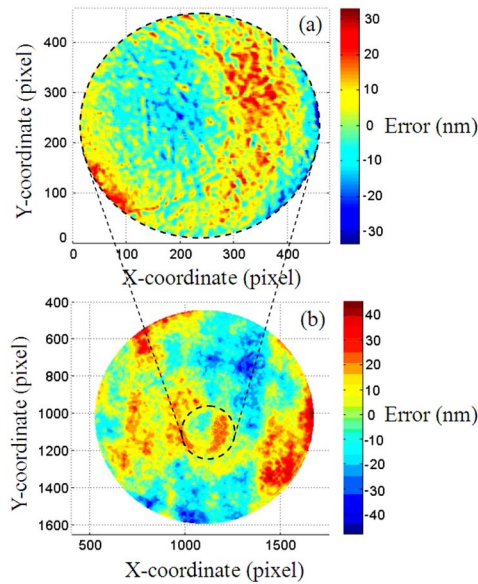 (a)
Y-coordinate (pixel)
400
300
200
100
0
0 100 200 300 400
X-coordinate (pixel)
30
20
10
0
-10
-20
-30
Error (nm)
(b)
Y-coordinate (pixel)
400
600
800
1000
1200
1400
1600
500 1000 1500
X-coordinate (pixel)
40
30
20
10
0
-10
-20
-30
-40
Error (nm)